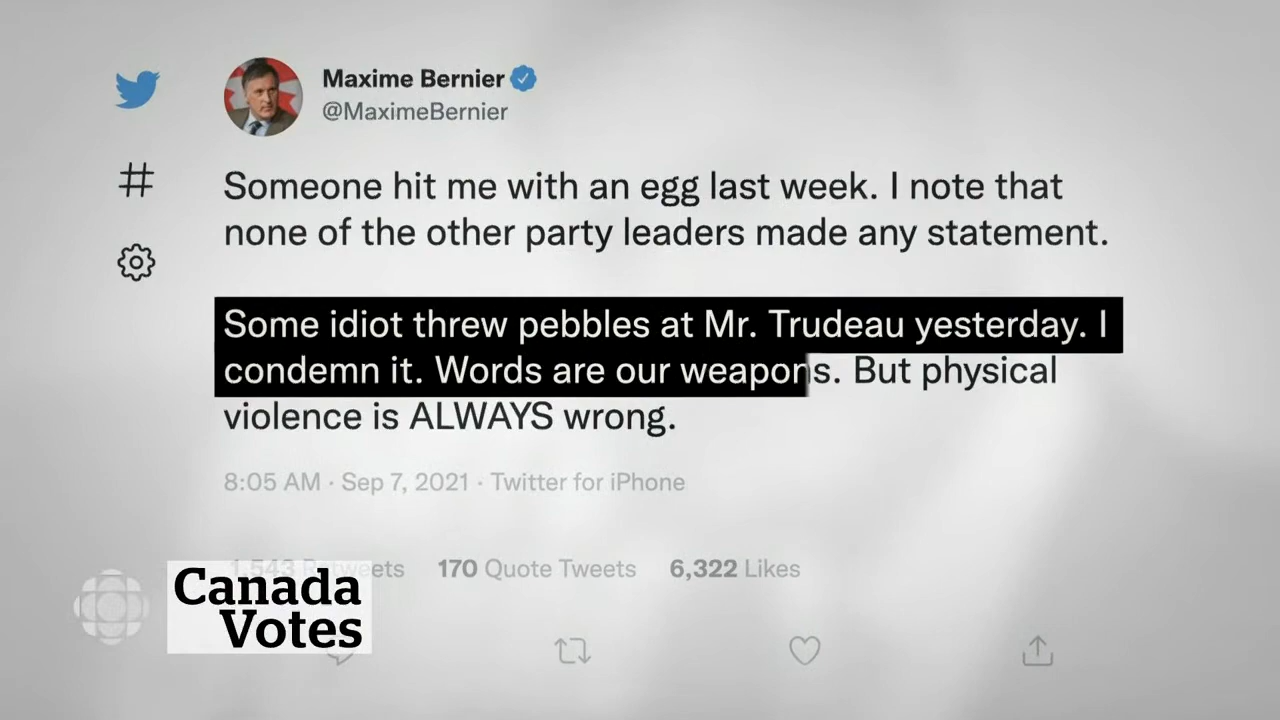 Maxime Bernier
@MaximeBernier
#
Someone hit me with an egg last week. I note that
none of the other party leaders made any statement.
Some idiot threw pebbles at Mr. Trudeau yesterday. I
condemn it. Words are our weapons. But physical
violence is ALWAYS wrong.
8:05 AM · Sep 7, 2021 · Twitter for iPhone
1,543 Retweets 170 Quote Tweets 6,322 Likes
Canada
Votes